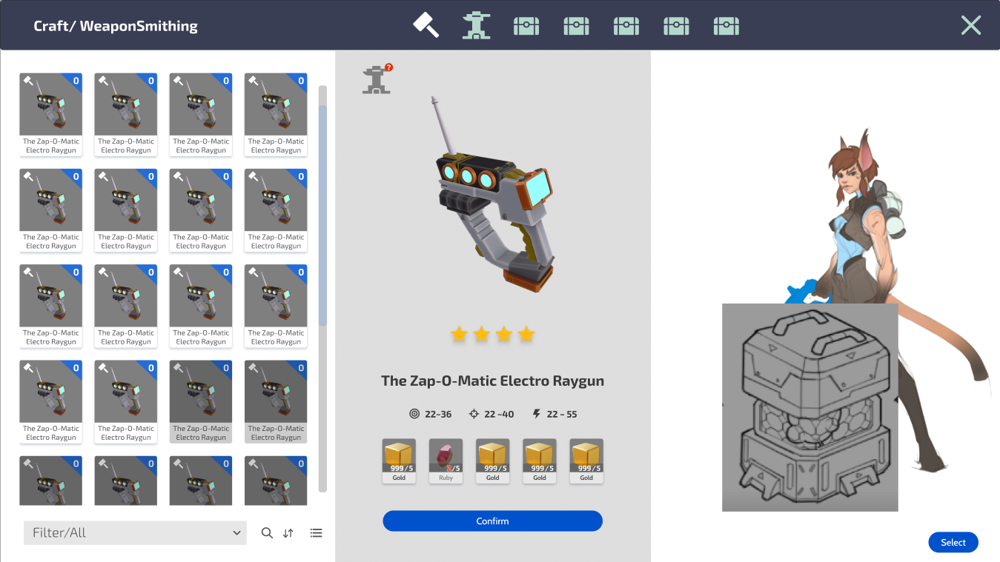 Craft/ WeaponSmithing
0 0 0 0
The Zap-O-Matic The Zap-O-Matic The Zap-O-Matic The Zap-O-Matic
Electro Raygun Electro Raygun Electro Raygun Electro Raygun
0 0 0 0
The Zap-O-Matic The Zap-O-Matic The Zap-O-Matic The Zap-O-Matic
Electro Raygun Electro Raygun Electro Raygun Electro Raygun
0 0 0 0
The Zap-O-Matic The Zap-O-Matic The Zap-O-Matic The Zap-O-Matic
Electro Raygun Electro Raygun Electro Raygun Electro Raygun
0 0 0 0
The Zap-O-Matic The Zap-O-Matic The Zap-O-Matic The Zap-O-Matic
Electro Raygun Electro Raygun Electro Raygun Electro Raygun
0 0 0 0
Filter/All
?
The Zap-O-Matic Electro Raygun
22~36 22 ~40 22 ~ 55
999/5 2/5 999/5 999/5 999/5
Gold Ruby Gold Gold Gold
Confirm
Select